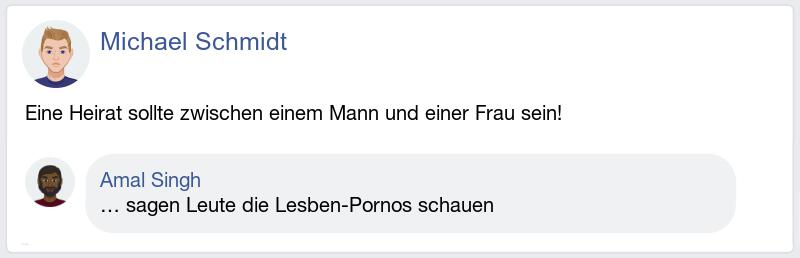 Michael Schmidt
Eine Heirat sollte zwischen einem Mann und einer Frau sein!
Amal Singh
… sagen Leute die Lesben-Pornos schauen